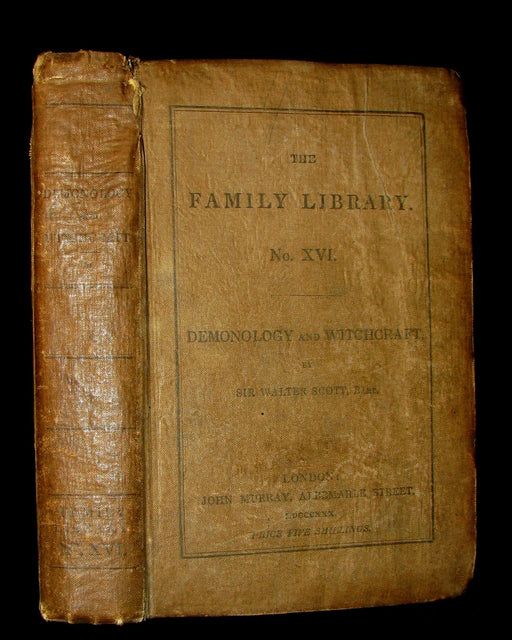 DEMONOLOGY
AND
FAMILY
LIBRARY
No. XVI.
THE
FAMILY LIBRARY.
No. XVI.
DEMONOLOGY AND WITCHCRAFT,
BY
SIR WALTER SCOTT, Bart.
LONDON:
JOHN MURRAY, ALBEMARLE STREET.
MDCCCXXX.
PRICE FIVE SHILLINGS.